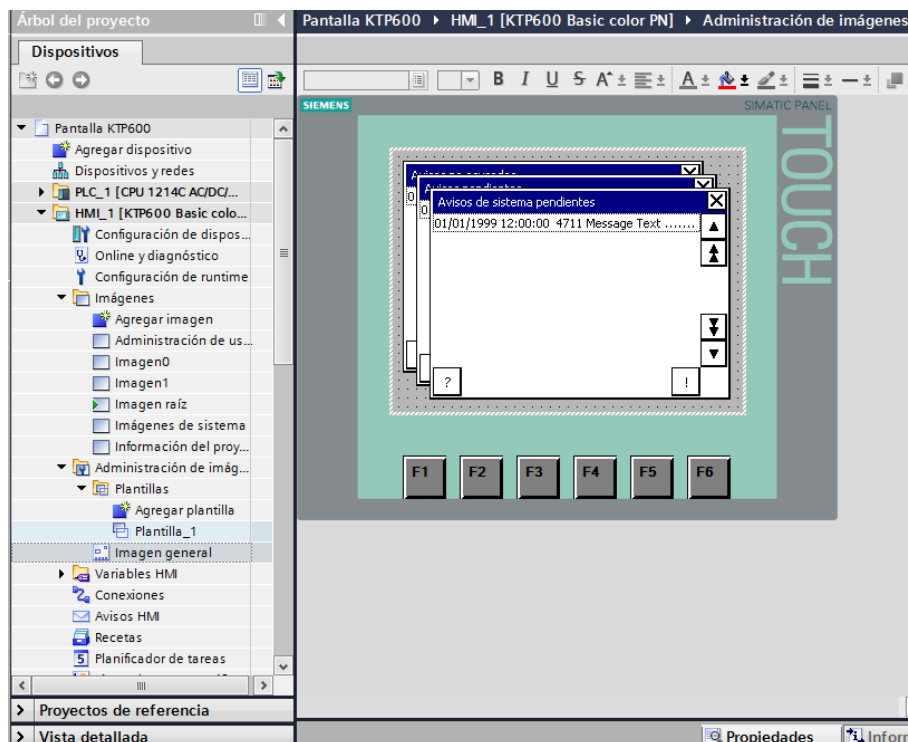 Árbol del proyecto
Pantalla KTP600 ▸ HMI_1 [KTP600 Basic color PN] ▸ Administración de imágenes
Dispositivos
B I U S A
SIEMENS
SIMATIC PANEL
TOUCH
Pantalla KTP600
Agregar dispositivo
Dispositivos y redes
PLC_1 [CPU 1214C AC/DC/...
HMI_1 [KTP600 Basic colo...
Configuración de dispos...
Online y diagnóstico
Configuración de runtime
Imágenes
Agregar imagen
Administración de us...
Imagen0
Imagen1
Imagen raíz
Imágenes de sistema
Información del proy...
Administración de imág...
Plantillas
Agregar plantilla
Plantilla_1
Imagen general
Variables HMI
Conexiones
Avisos HMI
Recetas
Planificador de tareas
Proyectos de referencia
Vista detallada
Avisos de sistema pendientes
01/01/1999 12:00:00 4711 Message Text .......
? !
F1 F2 F3 F4 F5 F6
Propiedades